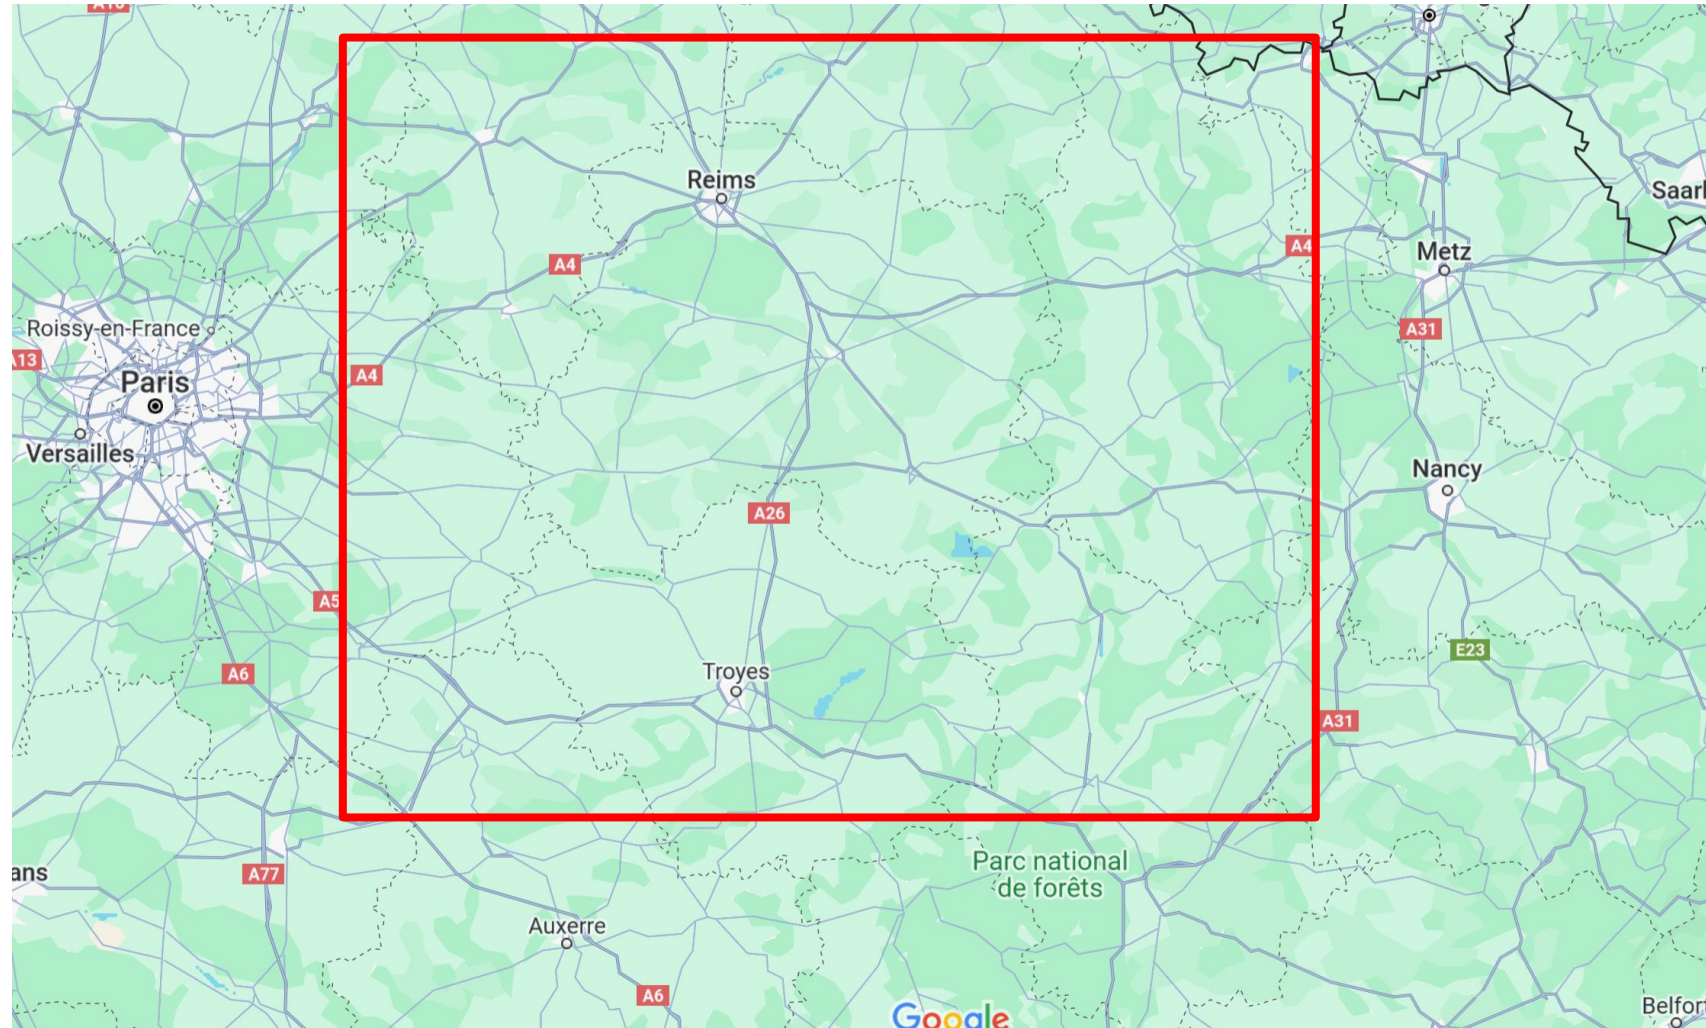 Reims
Saarl
A4
A4
Metz
Roissy-en-France
A31
A13
Paris
A4
Versailles
Nancy
A26
A5
E23
A6
Troyes
A31
Parc national
de forêts
ans
A77
Auxerre
A6
Google
Belfort